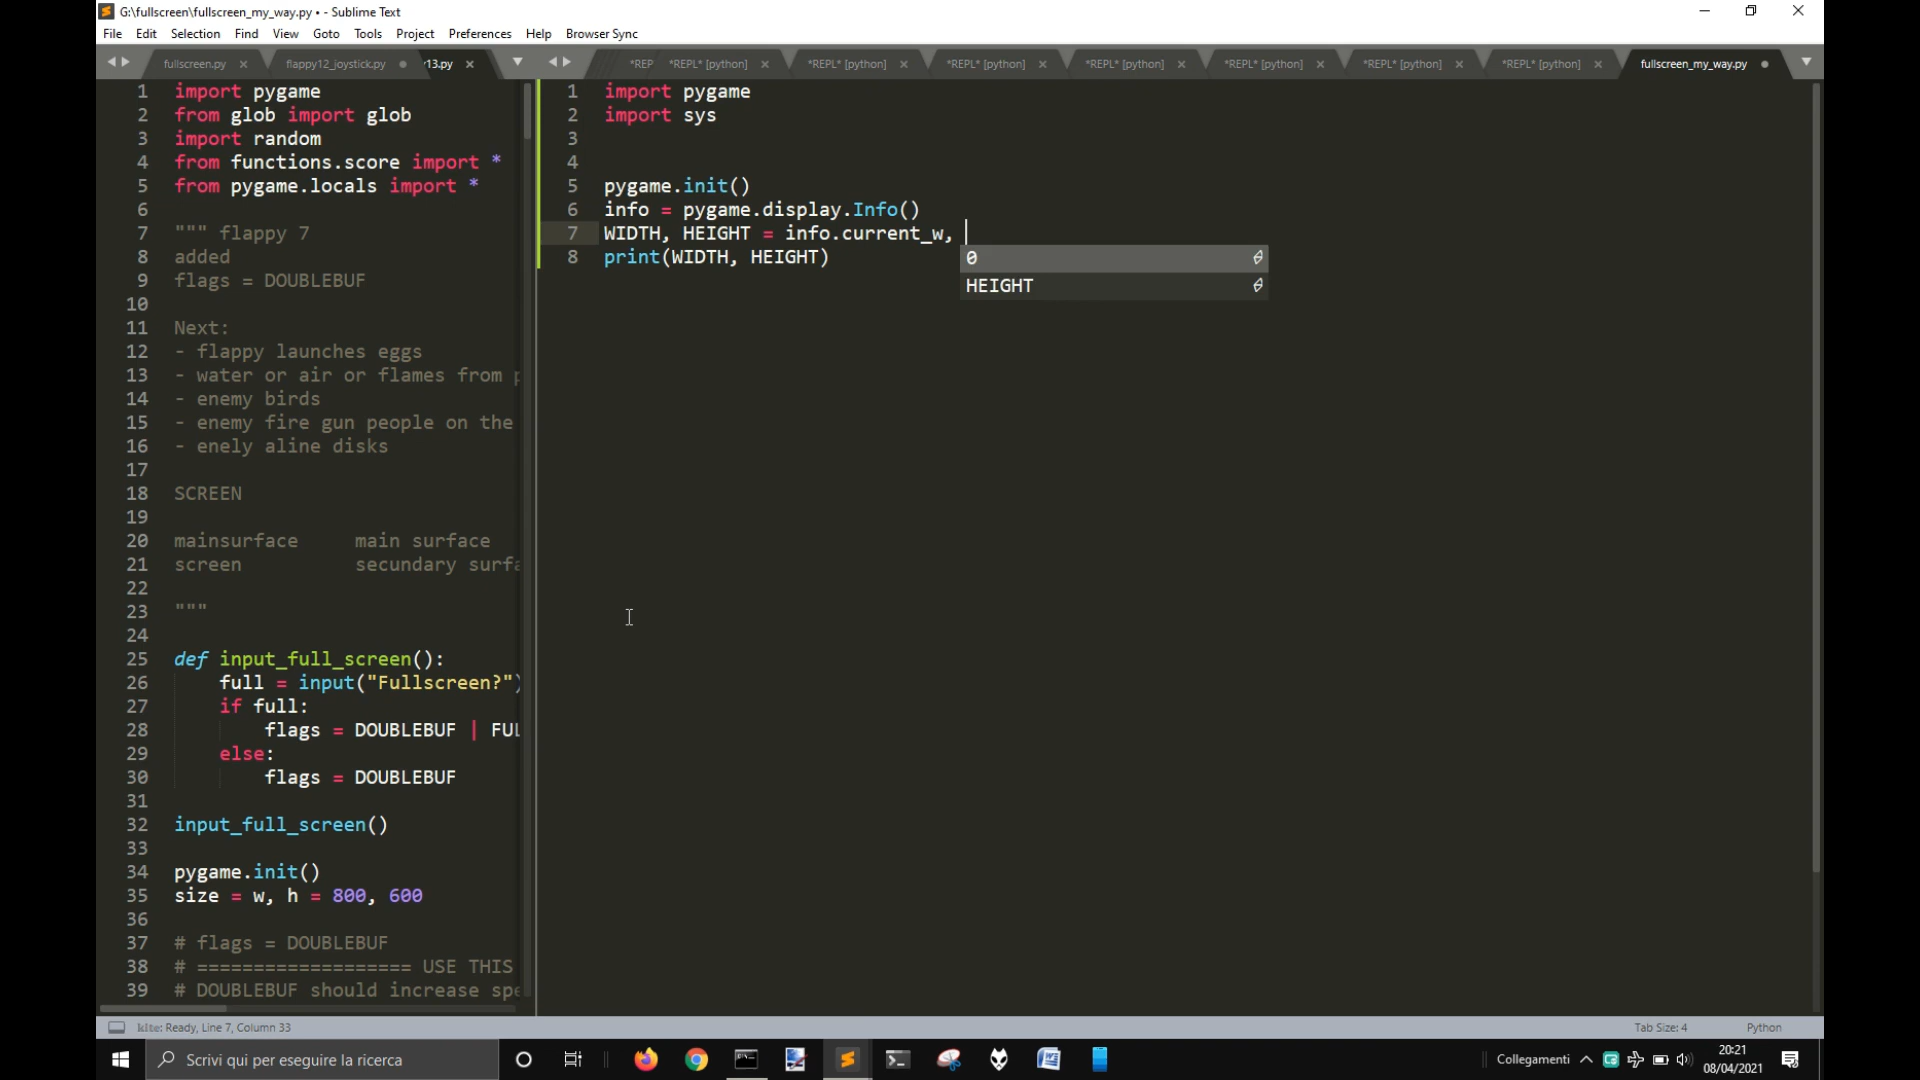 G:\fullscreen\fullscreen_my_way.py • - Sublime Text
File Edit Selection Find View Goto Tools Project Preferences Help Browser Sync
fullscreen.py flappy12_joystick.py y13.py *REP *REPL* [python] *REPL* [python] *REPL* [python] *REPL* [python] *REPL* [python] *REPL* [python] *REPL* [python] fullscreen_my_way.py
1 import pygame
2 from glob import glob
3 import random
4 from functions.score import *
5 from pygame.locals import *
6
7 """ flappy 7
8 added
9 flags = DOUBLEBUF
10
11 Next:
12 - flappy launches eggs
13 - water or air or flames from p
14 - enemy birds
15 - enemy fire gun people on the
16 - enely aline disks
17
18 SCREEN
19
20 mainsurface main surface
21 screen secundary surfa
22
23 """
24
25 def input_full_screen():
26 full = input("Fullscreen?")
27 if full:
28 flags = DOUBLEBUF | FUL
29 else:
30 flags = DOUBLEBUF
31
32 input_full_screen()
33
34 pygame.init()
35 size = w, h = 800, 600
36
37 # flags = DOUBLEBUF
38 # =================== USE THIS
39 # DOUBLEBUF should increase spe
1 import pygame
2 import sys
3
4
5 pygame.init()
6 info = pygame.display.Info()
7 WIDTH, HEIGHT = info.current_w,
8 print(WIDTH, HEIGHT)
0
HEIGHT
kite: Ready, Line 7, Column 33
Tab Size: 4 Python
Scrivi qui per eseguire la ricerca
Collegamenti
20:21
08/04/2021